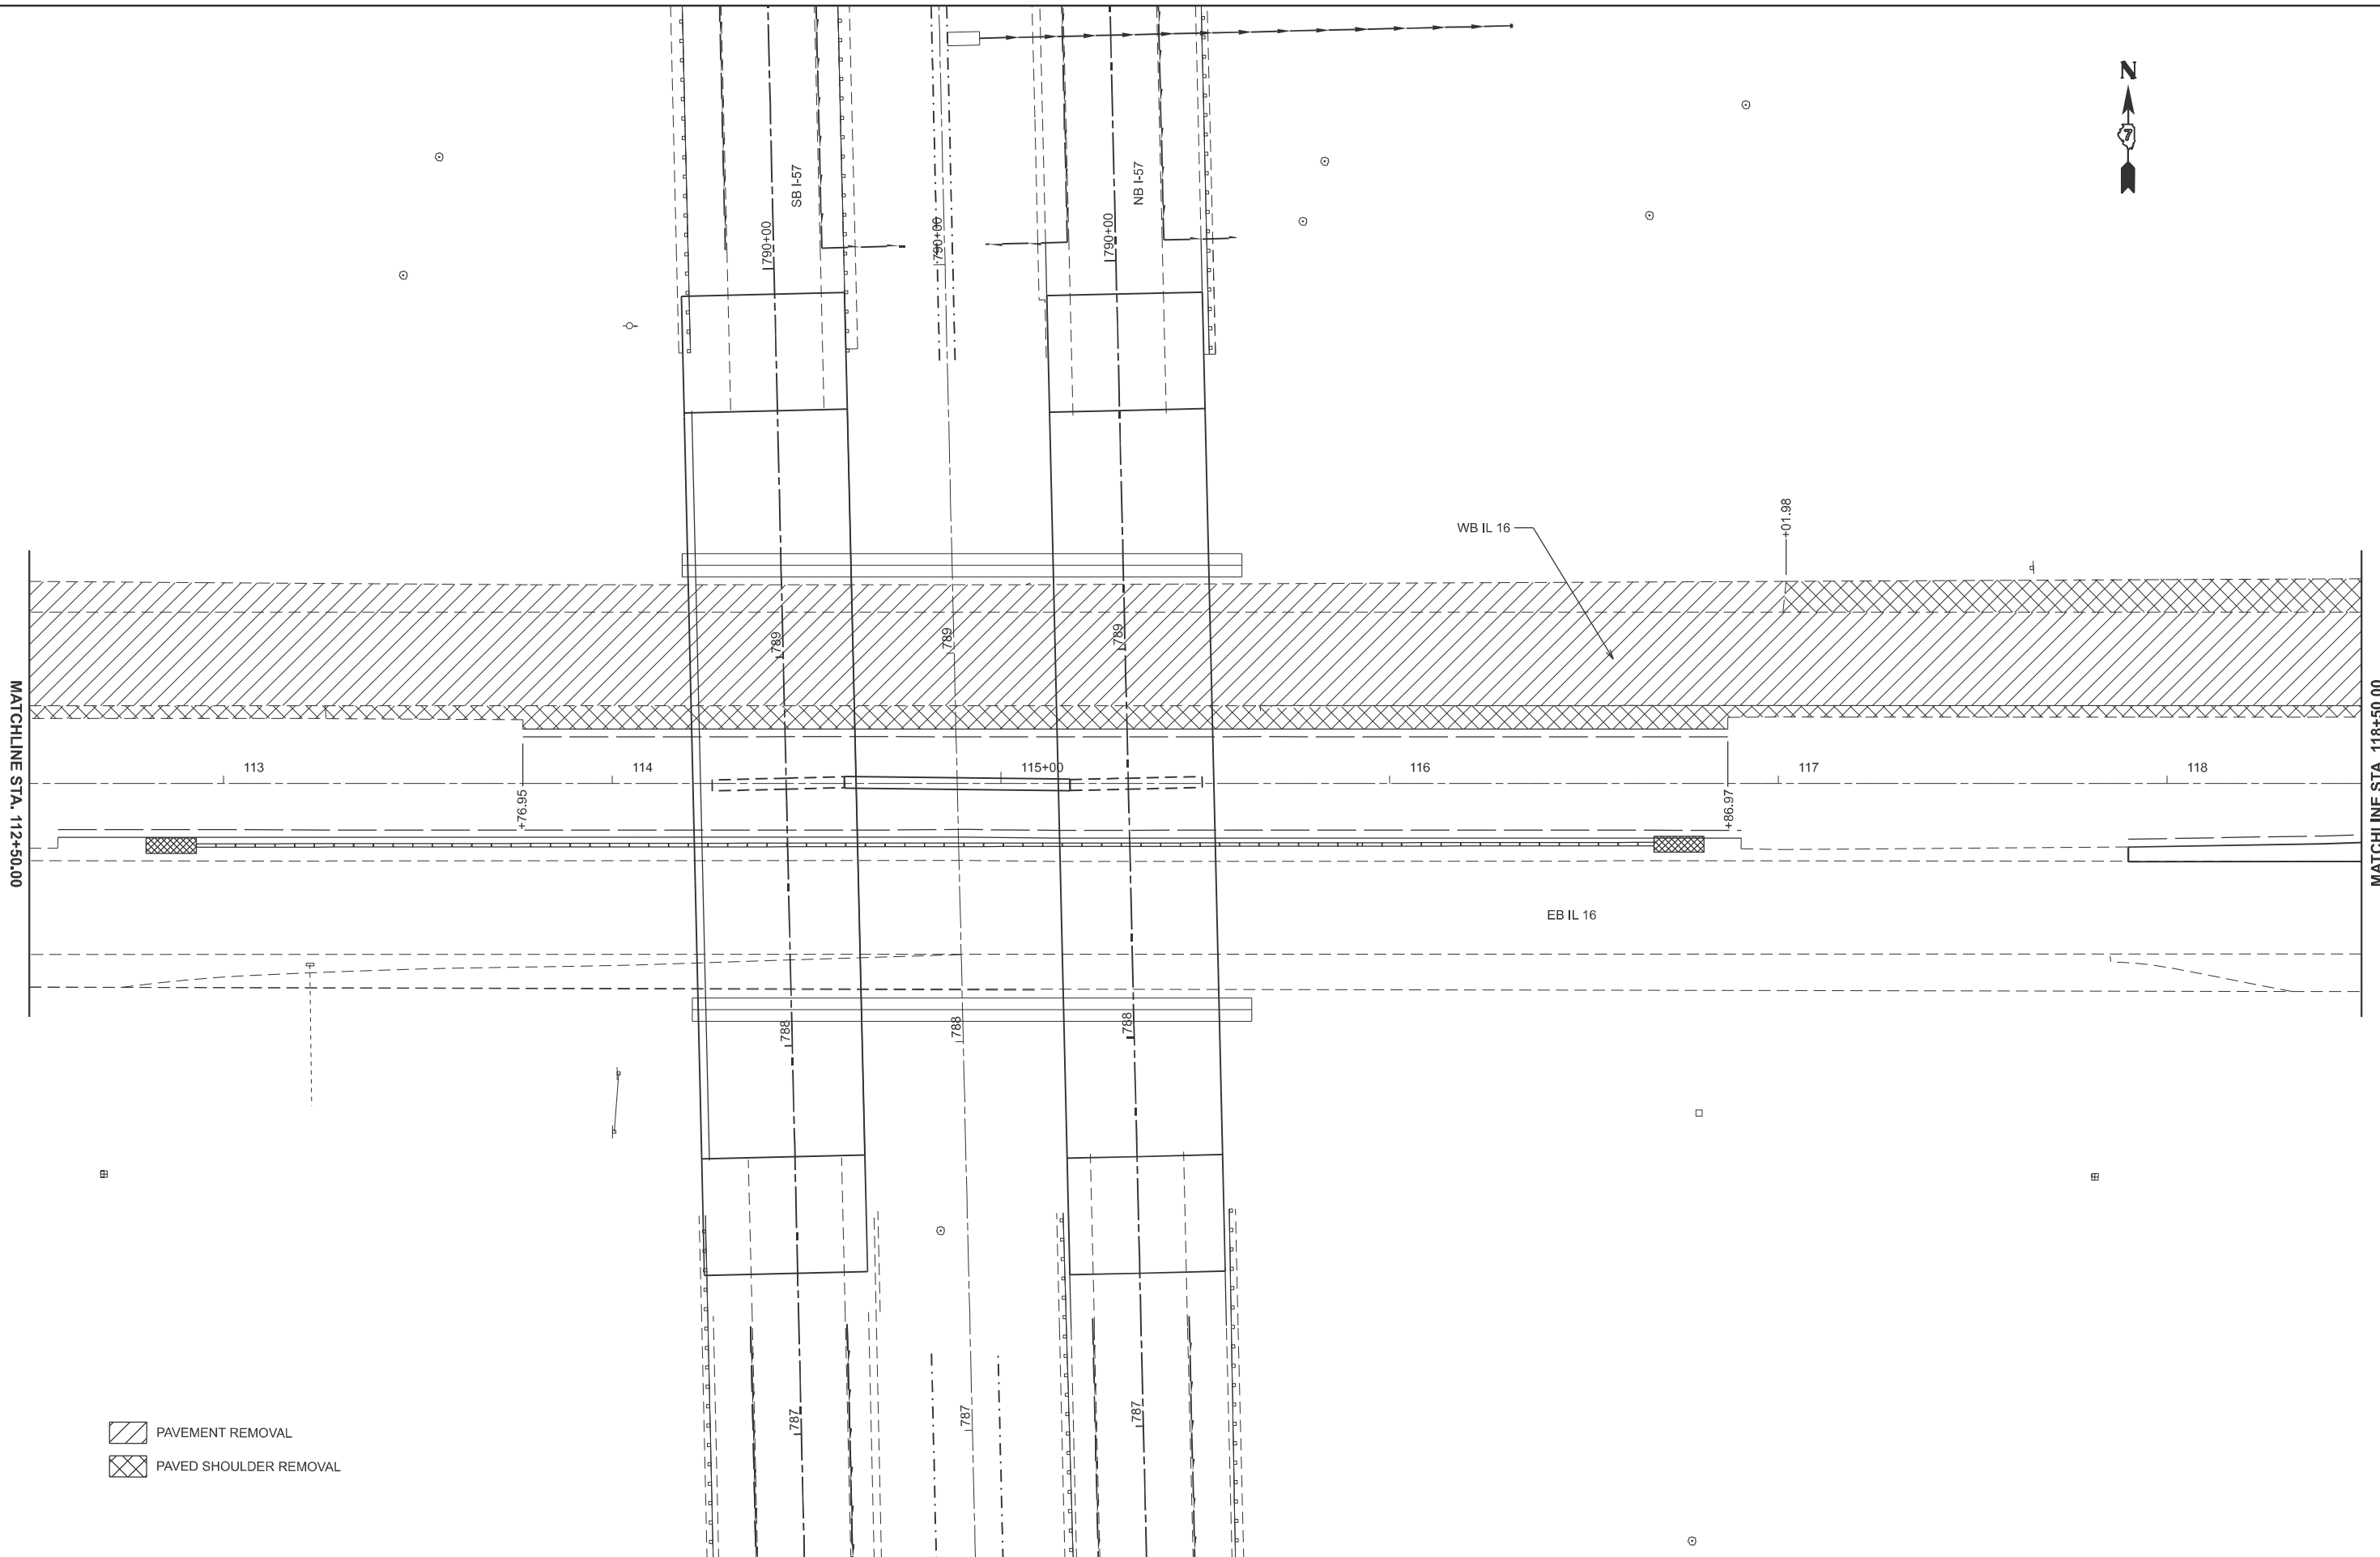 N
7
SB I-57
NB I-57
790+00
790+00
790+00
WB IL 16
+01.98
789
789
789
MATCHLINE STA. 112+50.00
MATCHLINE STA. 118+50.00
113
114
115+00
116
117
118
+76.95
+86.97
EB IL 16
788
788
788
787
787
787
PAVEMENT REMOVAL
PAVED SHOULDER REMOVAL